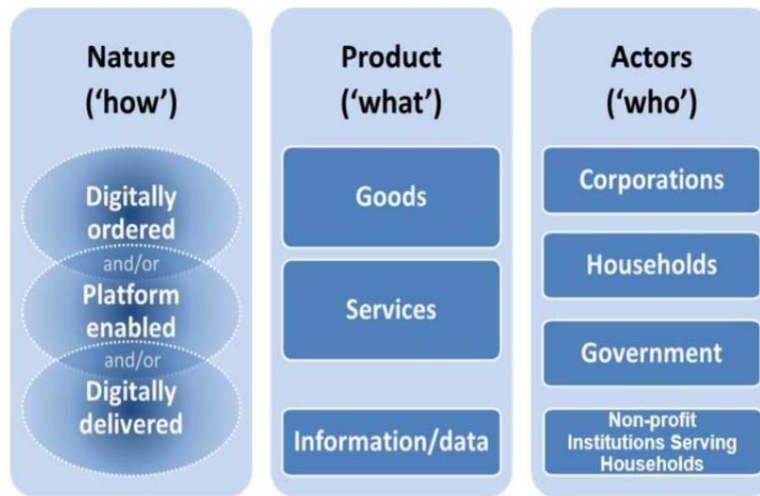 Nature
('how')
Digitally
ordered
and/or
Platform
enabled
and/or
Digitally
delivered
Product
('what')
Goods
Services
Information/data
Actors
('who')
Corporations
Households
Government
Non-profit
Institutions Serving
Households